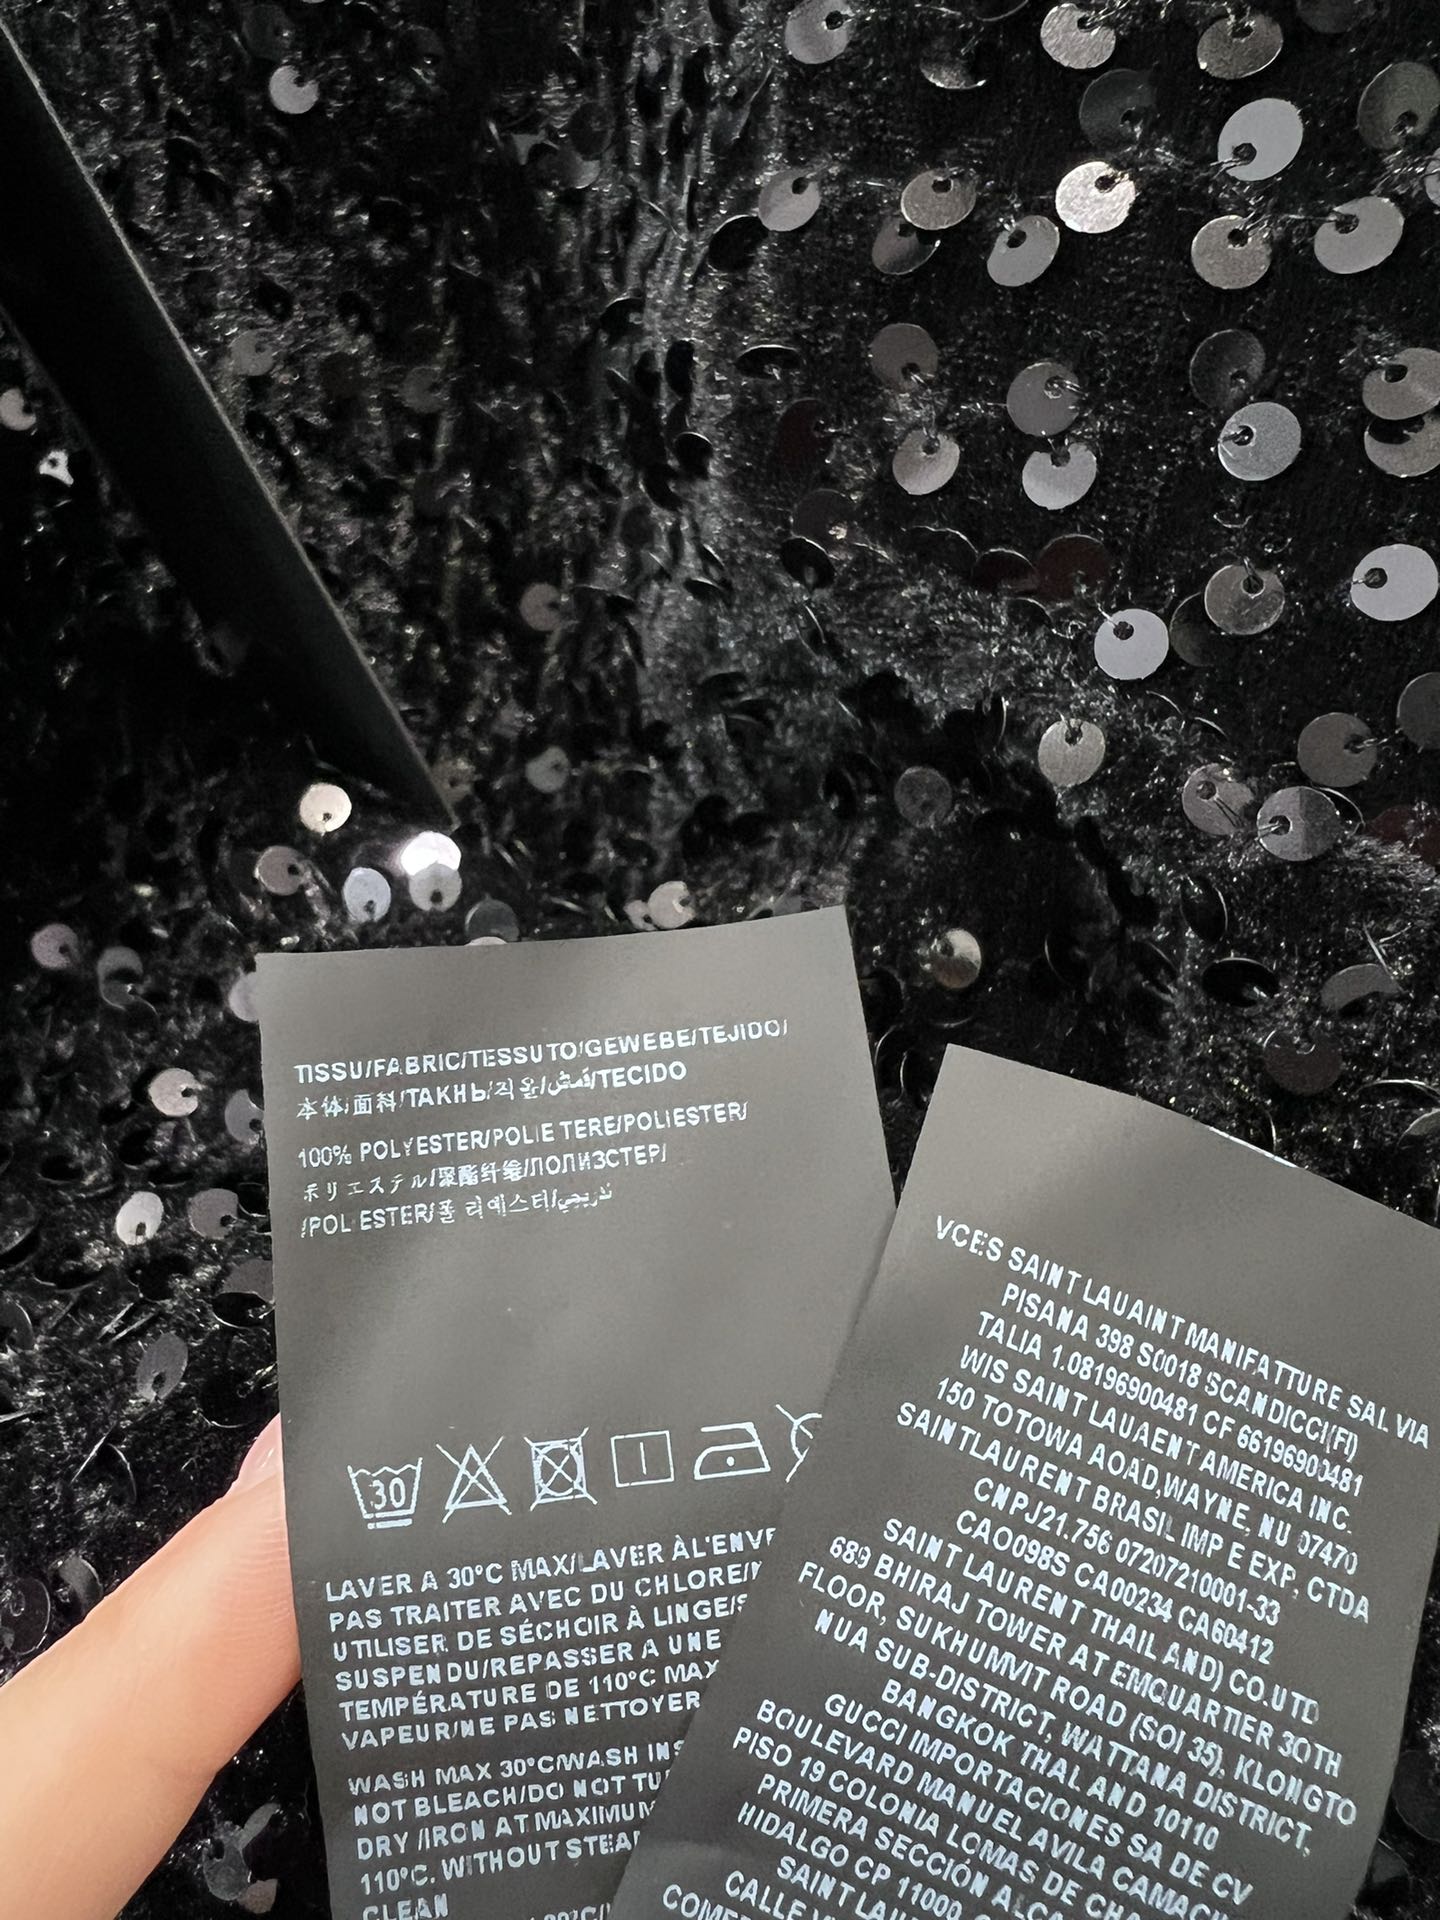 TISSU/FABRIC/TESSUTO/GEWEBE/TEJIDO/
本体/面料/TAKHЬ/직물/قماش/TECIDO
100% POLYESTER/POLIE TERE/POLIESTER/
ポリエステル/聚酯纤维/ПОЛИЭСТЕР/
/POLIESTER/폴리에스터/
30
LAVER A 30°C MAX/LAVER À L'ENVE
PAS TRAITER AVEC DU CHLORE/
UTILISER DE SÉCHOIR À LINGE/S
SUSPENDU/REPASSER A UNE
TEMPÉRATURE DE 110°C MAX
VAPEUR/NE PAS NETTOYER
WASH MAX 30°C/WASH INS
NOT BLEACH/DO NOT TU
DRY /IRON AT MAXIMUM
110°C. WITHOUT STEA
CLEAN
VCES SAINT LAUAINT MANIFATTURE SAL VIA
PISANA 398 S0018 SCANDICCI(FI)
TALIA 1.08196900481 CF 66196900481
WIS SAINT LAUAENT AMERICA INC.
150 TOTOWA AOAD,WAYNE, NU 07470
SAINTLAURENT BRASIL IMP E EXP, CTDA
CNPJ21.756 07207210001-33
CAO098S CA00234 CA60412
SAINT LAURENT THAILAND) CO.UTD
689 BHIRAJ TOWER AT EMQUARTIER 30TH
FLOOR, SUKHUMVIT ROAD (SOI 35), KLONGTO
NUA SUB-DISTRICT, WATTANA DISTRICT,
BANGKOK THAILAND 10110
GUCCI IMPORTACIONES SA DE CV
BOULEVARD MANUEL AVILA CAMACH
PISO 19 COLONIA LOMAS DE CHA
PRIMERA SECCIÓN ALCA
HIDALGO CP 11000
SAINT LAU
CALLE
COME